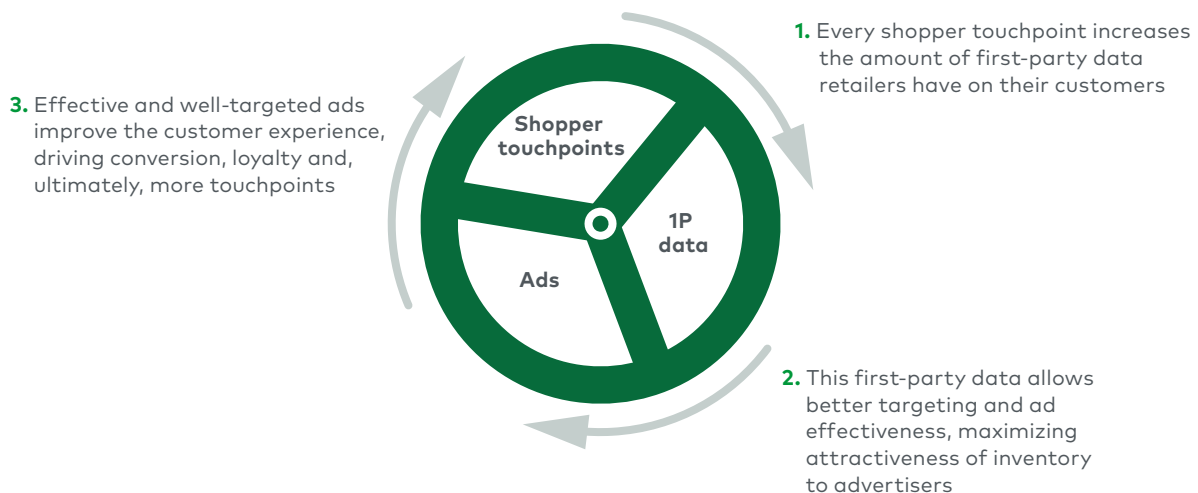 1. Every shopper touchpoint increases
the amount of first-party data
retailers have on their customers
3. Effective and well-targeted ads
improve the customer experience,
driving conversion, loyalty and,
ultimately, more touchpoints
Shopper
touchpoints
1P
data
Ads
2. This first-party data allows
better targeting and ad
effectiveness, maximizing
attractiveness of inventory
to advertisers